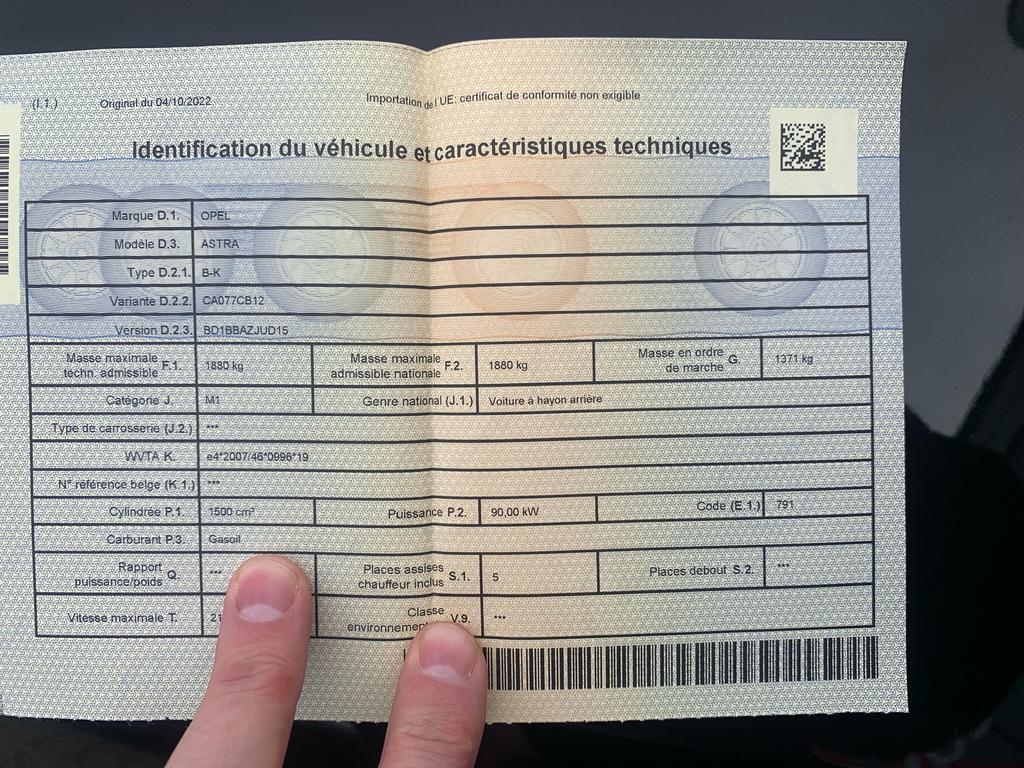 (I.1.) Original du 04/10/2022 Importation de l'UE: certificat de conformité non exigible
Identification du véhicule et caractéristiques techniques
Marque D.1. OPEL
Modèle D.3. ASTRA
Type D.2.1. B-K
Variante D.2.2. CA077CB12
Version D.2.3. BD1BBAZJUD15
Masse maximale techn. admissible F.1. 1880 kg Masse maximale admissible nationale F.2. 1880 kg Masse en ordre de marche G. 1371 kg
Catégorie J. M1 Genre national (J.1.) Voiture à hayon arrière
Type de carrosserie (J.2.) ***
WVTA K. e4*2007/46*0996*19
N° référence belge (K.1.) ***
Cylindrée P.1. 1500 cm³ Puissance P.2. 90,00 kW Code (E.1.) 791
Carburant P.3. Gasoil
Rapport puissance/poids Q. *** Places assises chauffeur inclus S.1. 5 Places debout S.2. ***
Vitesse maximale T. 21 Classe V.9. ***